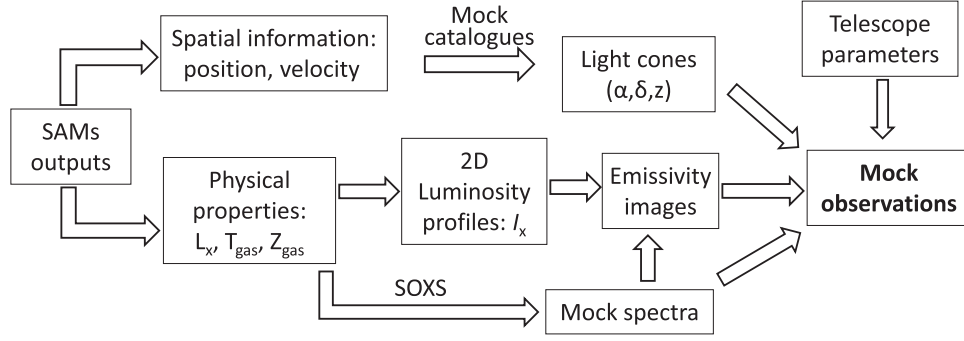 Spatial information:
position, velocity
Mock
catalogues
Light cones
(α,δ,z)
Telescope
parameters
SAMs
outputs
Physical
properties:
Lx, Tgas, Zgas
2D
Luminosity
profiles: Ix
Emissivity
images
Mock
observations
SOXS
Mock spectra